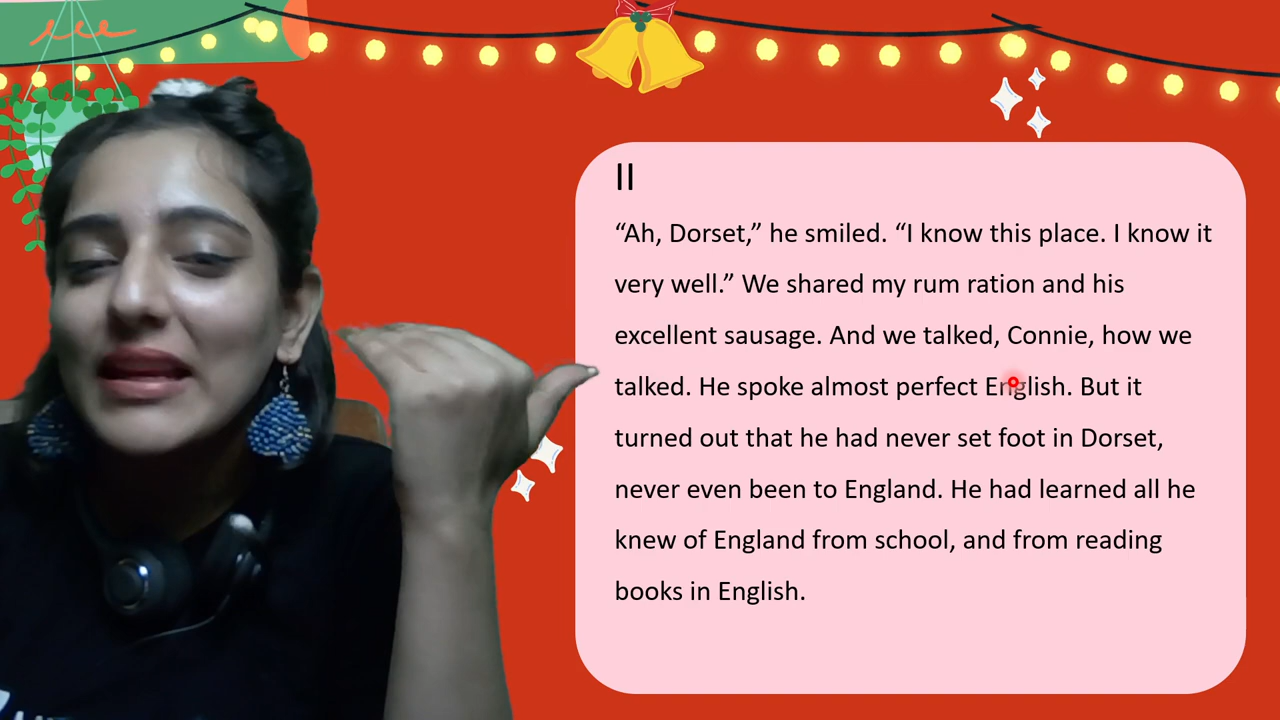 II
“Ah, Dorset,” he smiled. “I know this place. I know it
very well.” We shared my rum ration and his
excellent sausage. And we talked, Connie, how we
talked. He spoke almost perfect English. But it
turned out that he had never set foot in Dorset,
never even been to England. He had learned all he
knew of England from school, and from reading
books in English.